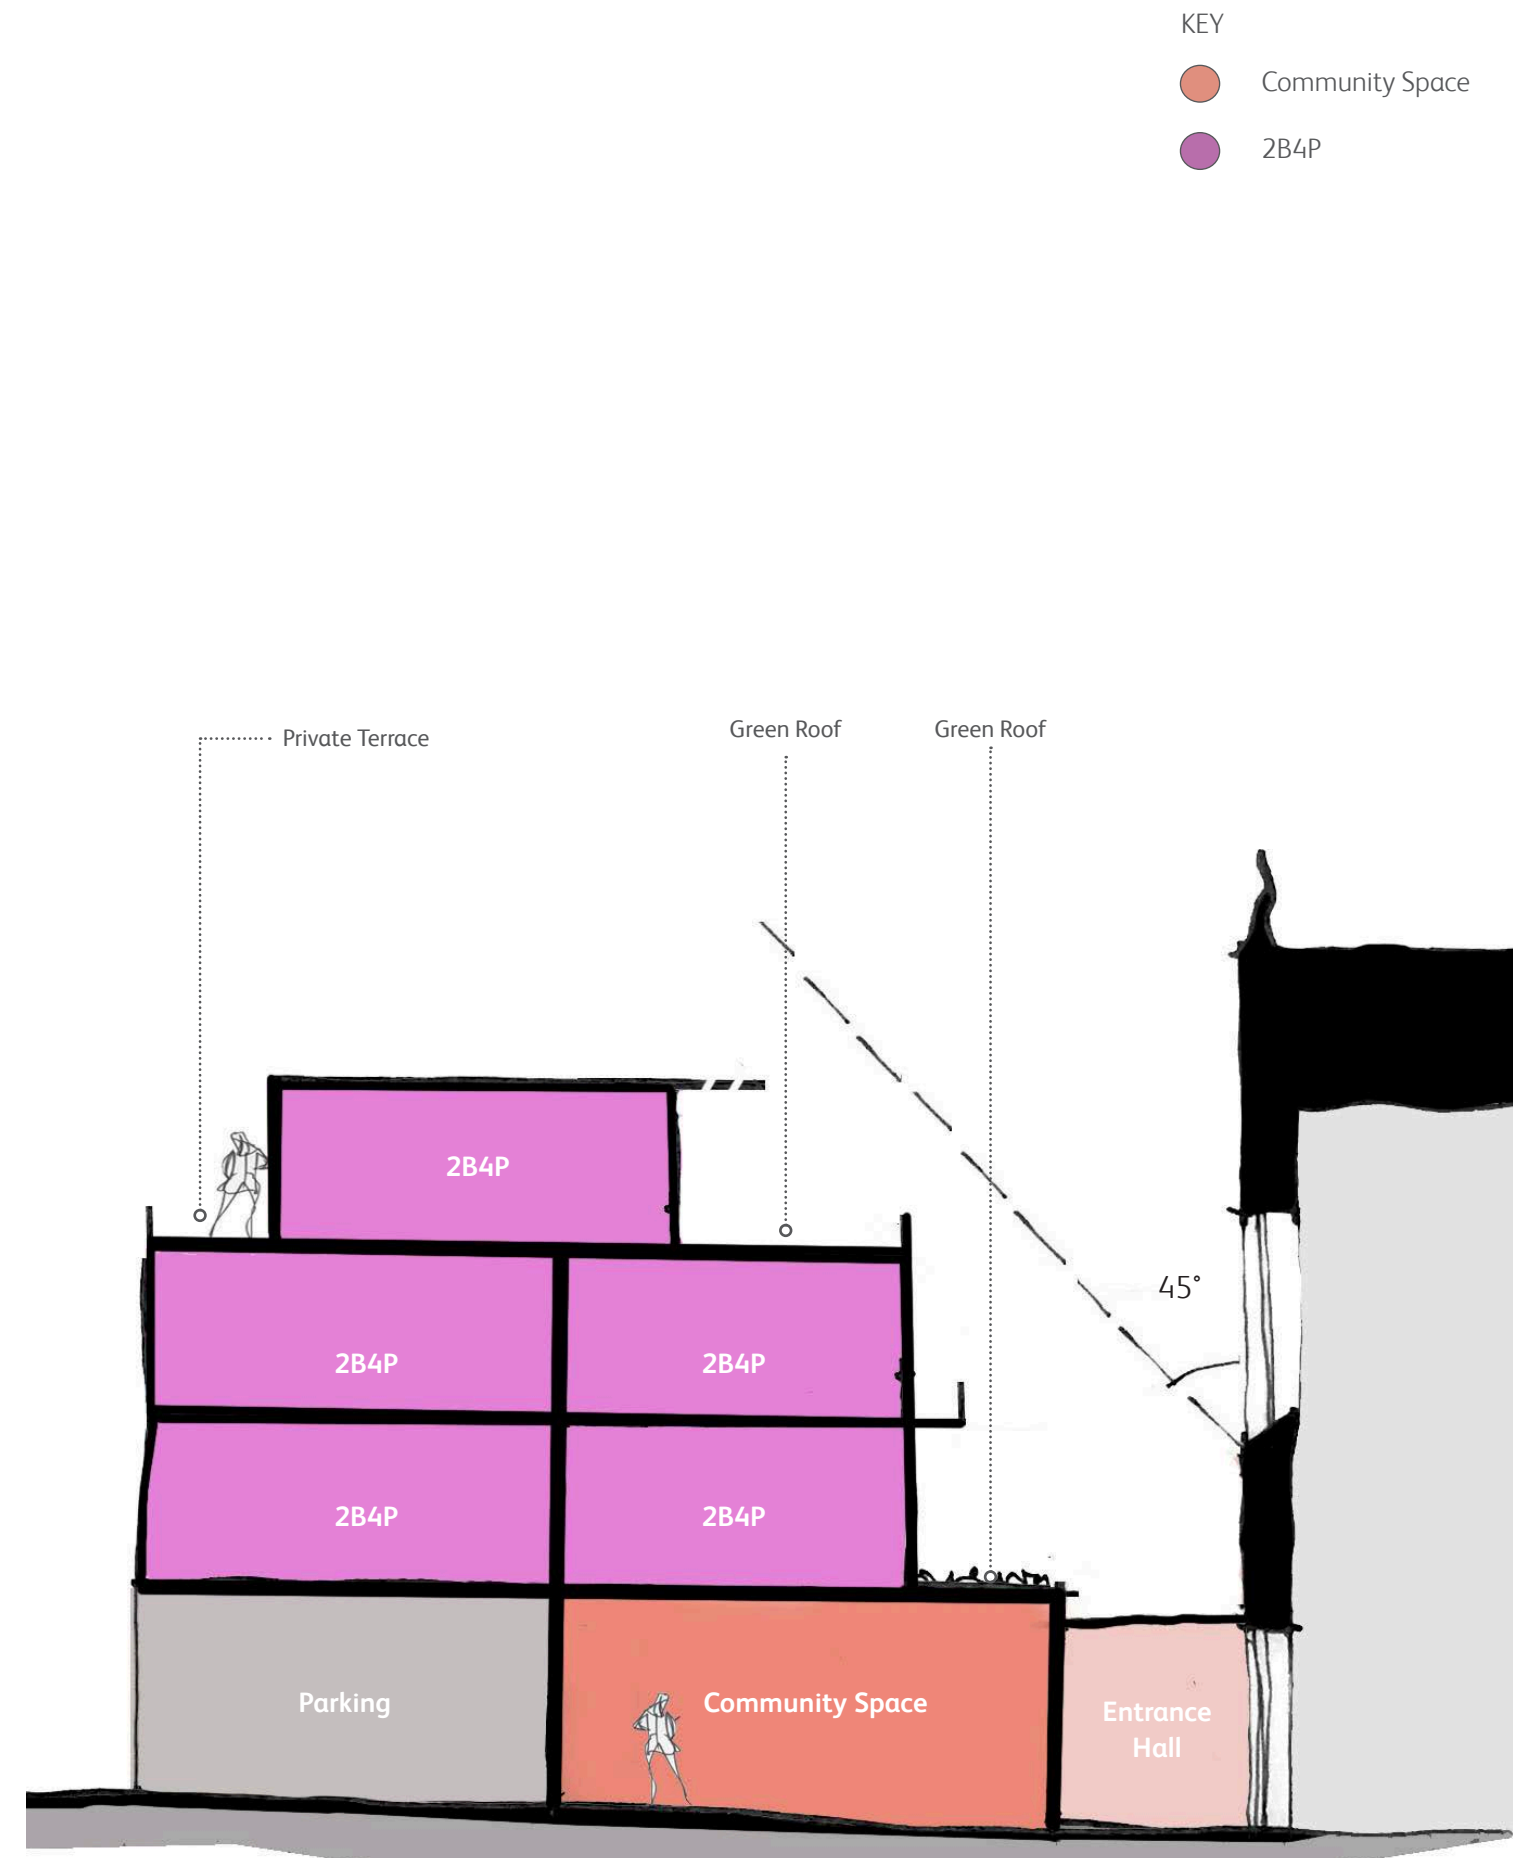 KEY
Community Space
2B4P
Private Terrace
Green Roof
Green Roof
45°
2B4P
2B4P
2B4P
2B4P
2B4P
Parking
Community Space
Entrance
Hall